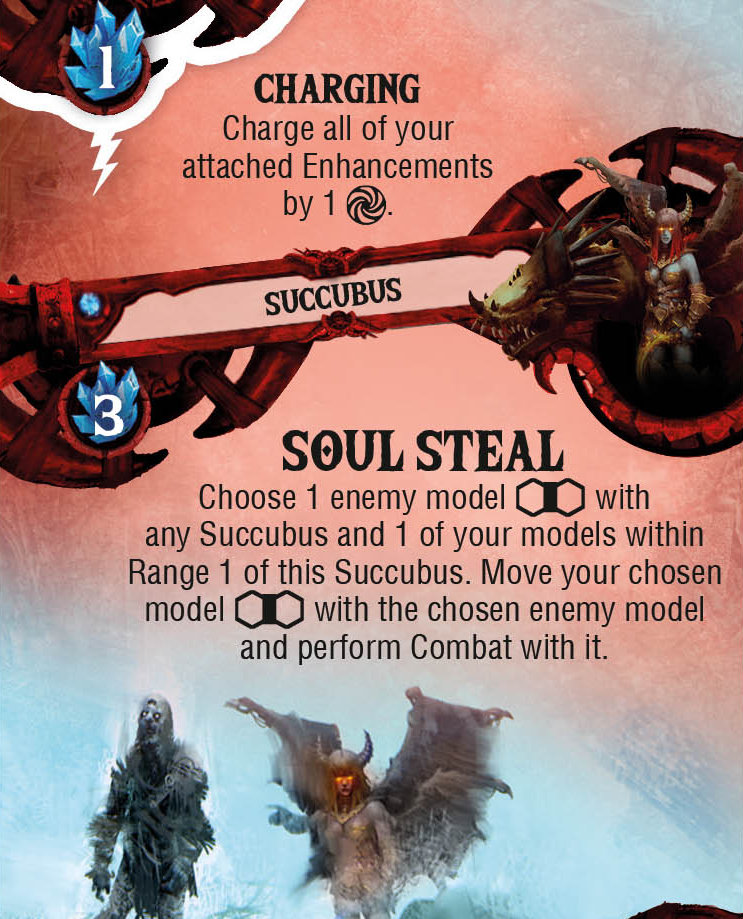 1
CHARGING
Charge all of your
attached Enhancements
by 1 .
SUCCUBUS
3
SOUL STEAL
Choose 1 enemy model with
any Succubus and 1 of your models within
Range 1 of this Succubus. Move your chosen
model with the chosen enemy model
and perform Combat with it.